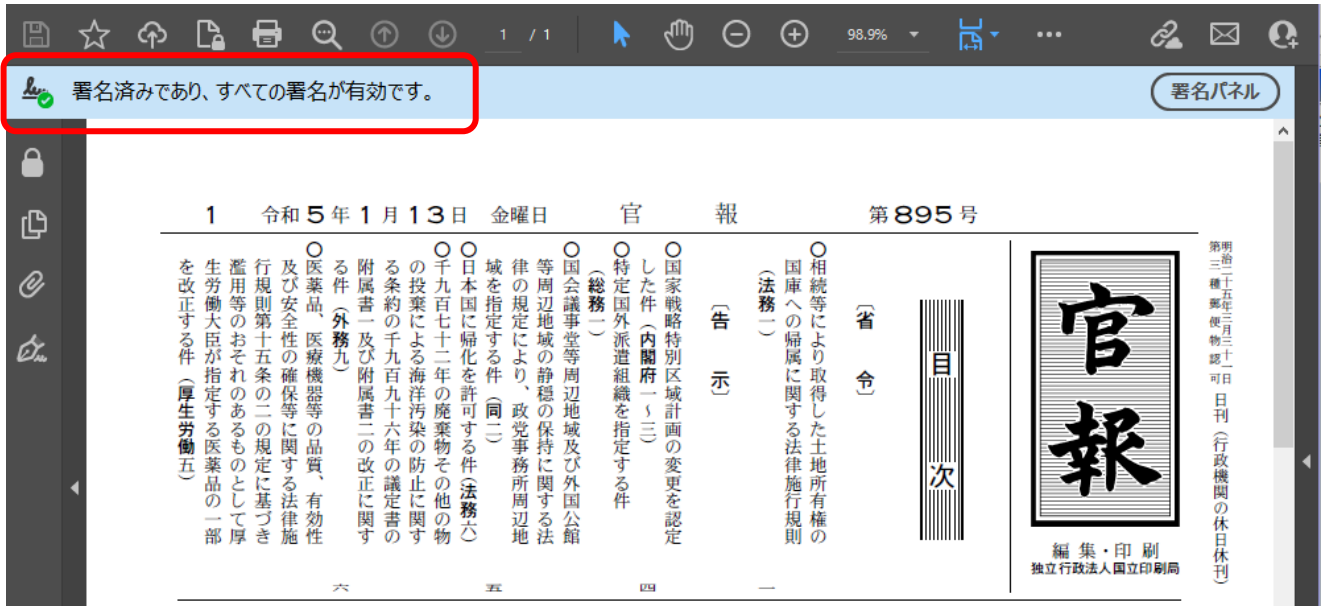 1 / 1
98.9%
署名済みであり、すべての署名が有効です。
署名パネル
1 令和5年1月13日 金曜日 官報 第895号
第明
三治
種二
郵十
便五
物年
認三
可月
三十一日
日刊（行政機関の休日休刊）
官報
編集・印刷
独立行政法人国立印刷局
目次
〔省令〕
〇相続等により取得した土地所有権の
国庫への帰属に関する法律施行規則
（法務一） 一
〔告示〕
〇国家戦略特別区域計画の変更を認定
した件（内閣府一～三）
〇特定国外派遣組織を指定する件
（総務一） 四
〇国会議事堂等周辺地域及び外国公館
等周辺地域の静穏の保持に関する法
律の規定により、政党事務所周辺地
域を指定する件（同二） 五
〇日本国に帰化を許可する件（法務六）
〇千九百七十二年の廃棄物その他の物
の投棄による海洋汚染の防止に関す
る条約の千九百九十六年の議定書の
附属書一及び附属書二の改正に関す
る件（外務九） 六
〇医薬品、医療機器等の品質、有効性
及び安全性の確保等に関する法律施
行規則第十五条の二の規定に基づき
濫用等のおそれのあるものとして厚
生労働大臣が指定する医薬品の一部
を改正する件（厚生労働五）